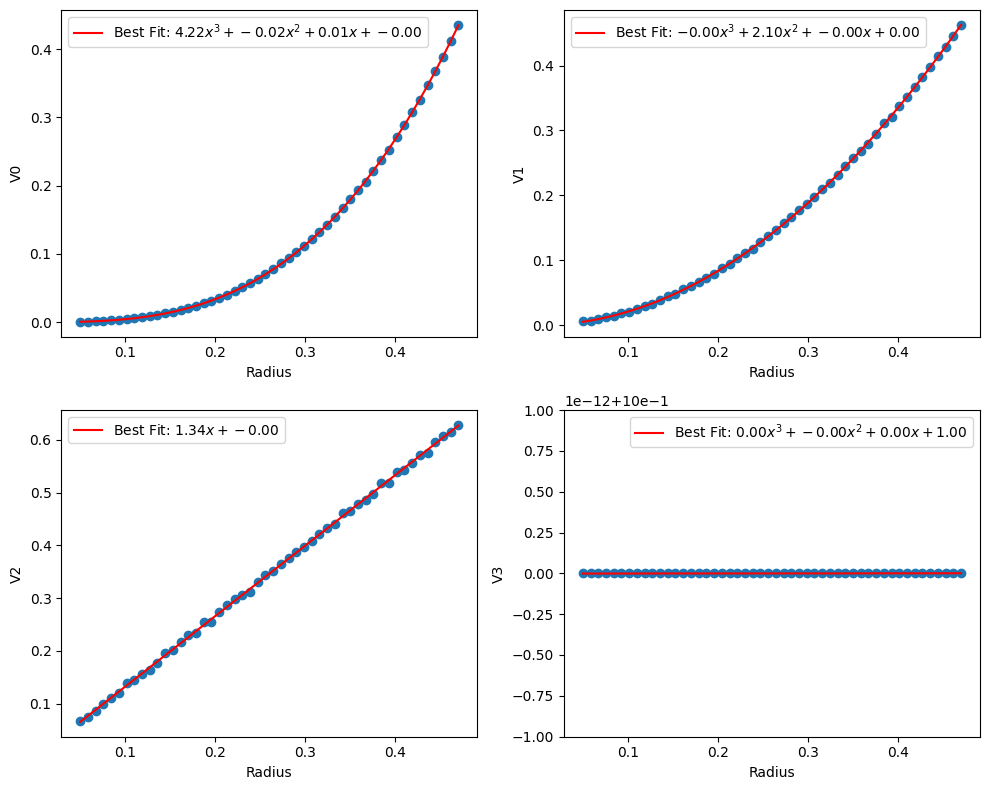 Best Fit: 4.22x³ + −0.02x² + 0.01x + −0.00
0.4
0.3
0.2
0.1
0.0
V0
0.1 0.2 0.3 0.4
Radius
Best Fit: −0.00x³ + 2.10x² + −0.00x + 0.00
0.4
0.3
0.2
0.1
0.0
V1
0.1 0.2 0.3 0.4
Radius
Best Fit: 1.34x + −0.00
0.6
0.5
0.4
0.3
0.2
0.1
V2
0.1 0.2 0.3 0.4
Radius
1e−12+10e−1
Best Fit: 0.00x³ + −0.00x² + 0.00x + 1.00
1.00
0.75
0.50
0.25
0.00
−0.25
−0.50
−0.75
−1.00
V3
0.1 0.2 0.3 0.4
Radius